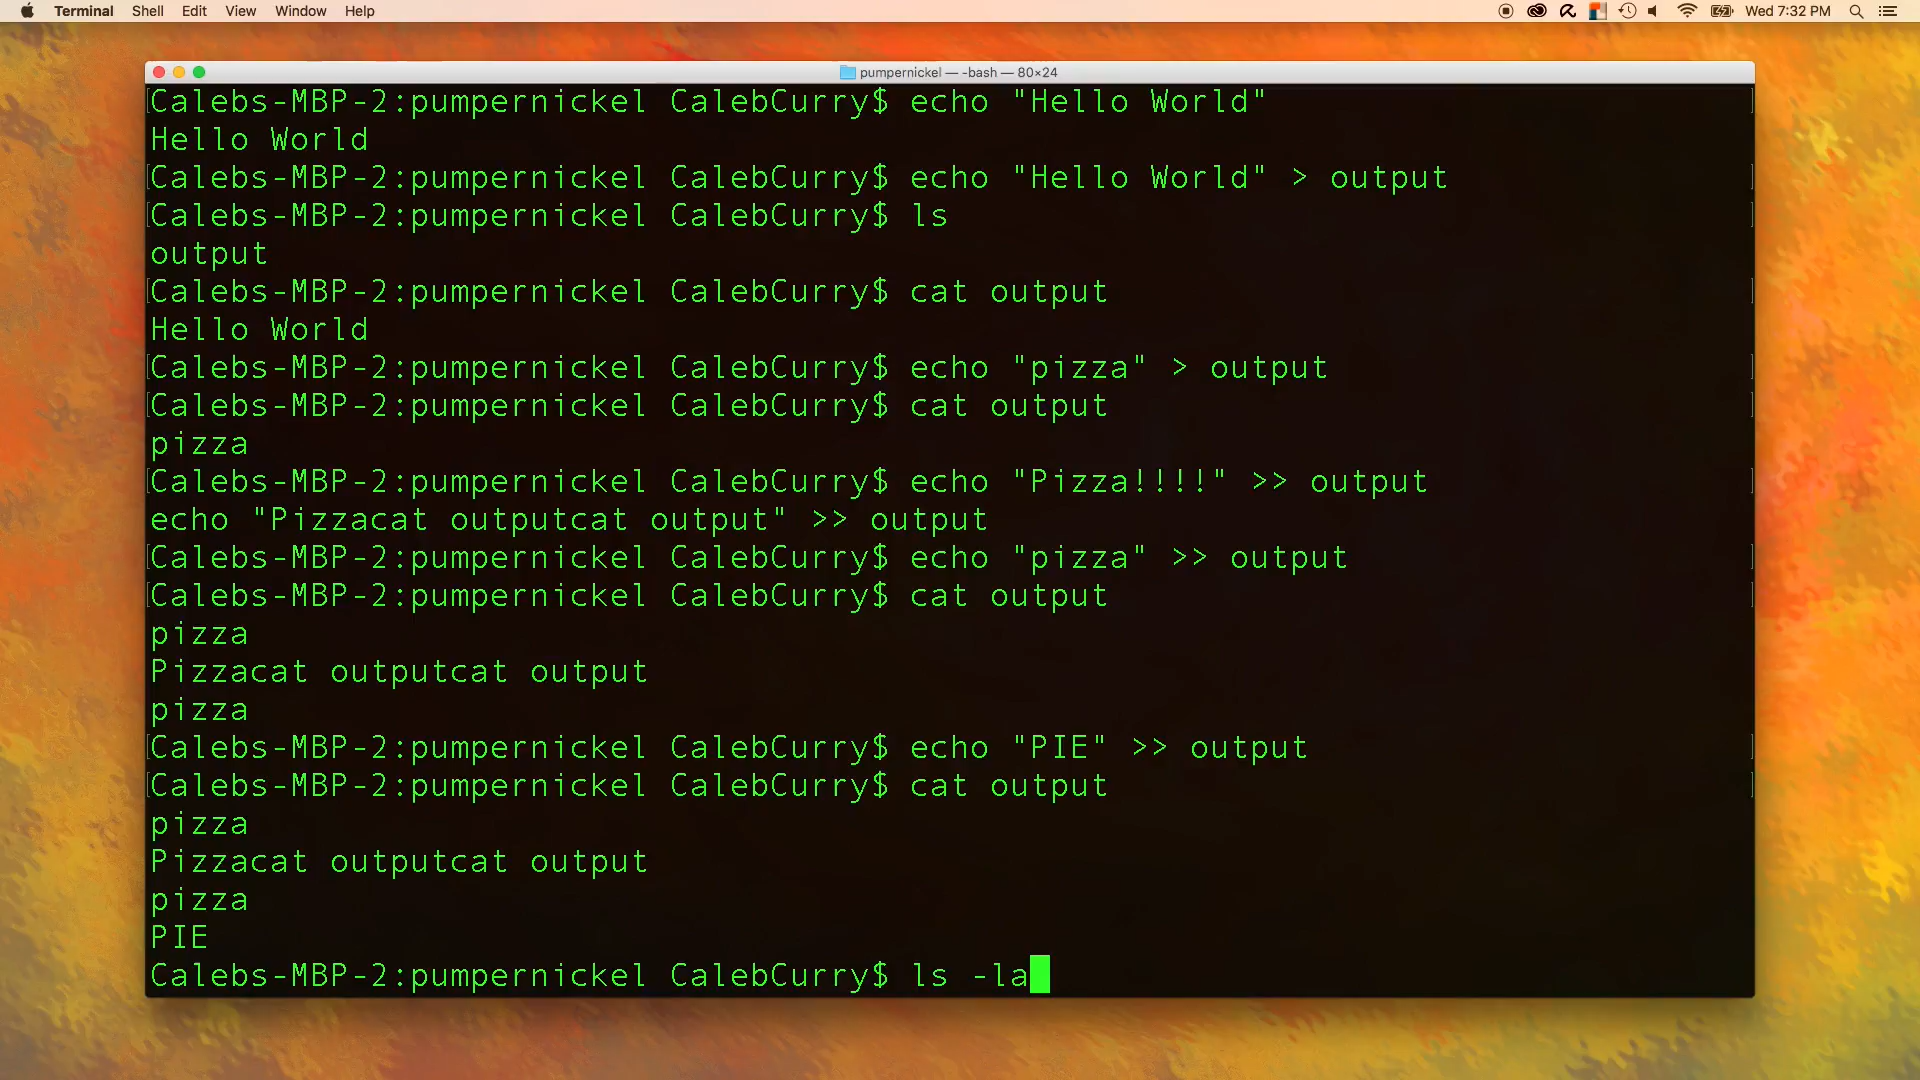 Terminal Shell Edit View Window Help Wed 7:32 PM
pumpernickel — -bash — 80×24
Calebs-MBP-2:pumpernickel CalebCurry$ echo "Hello World"
Hello World
Calebs-MBP-2:pumpernickel CalebCurry$ echo "Hello World" > output
Calebs-MBP-2:pumpernickel CalebCurry$ ls
output
Calebs-MBP-2:pumpernickel CalebCurry$ cat output
Hello World
Calebs-MBP-2:pumpernickel CalebCurry$ echo "pizza" > output
Calebs-MBP-2:pumpernickel CalebCurry$ cat output
pizza
Calebs-MBP-2:pumpernickel CalebCurry$ echo "Pizza!!!!" >> output
echo "Pizzacat outputcat output" >> output
Calebs-MBP-2:pumpernickel CalebCurry$ echo "pizza" >> output
Calebs-MBP-2:pumpernickel CalebCurry$ cat output
pizza
Pizzacat outputcat output
pizza
Calebs-MBP-2:pumpernickel CalebCurry$ echo "PIE" >> output
Calebs-MBP-2:pumpernickel CalebCurry$ cat output
pizza
Pizzacat outputcat output
pizza
PIE
Calebs-MBP-2:pumpernickel CalebCurry$ ls -la